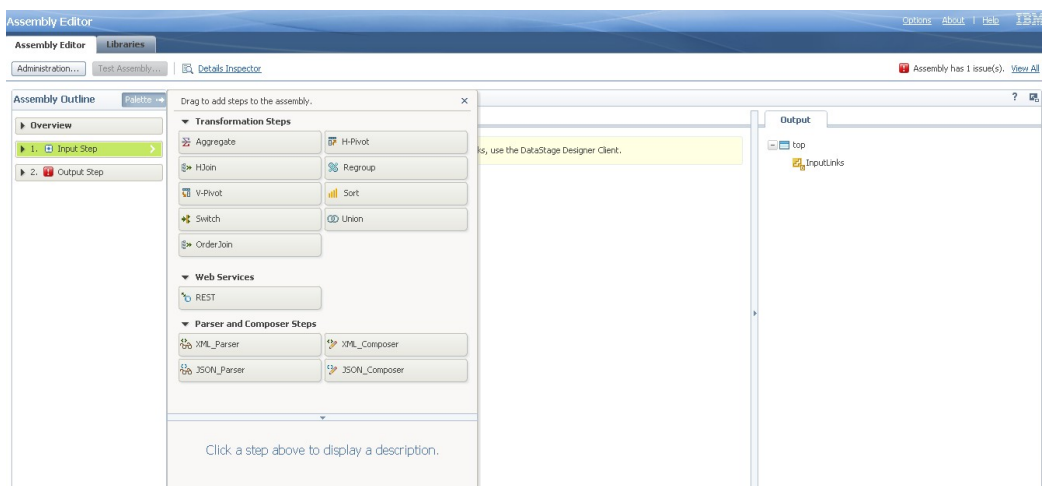 Assembly Editor
Options About | Help IBM
Assembly Editor Libraries
Administration... Test Assembly... Details Inspector
Assembly has 1 issue(s). View All
Assembly Outline Palette
Overview
1. Input Step
2. Output Step
Drag to add steps to the assembly. ×
Transformation Steps
Aggregate H-Pivot
HJoin Regroup
V-Pivot Sort
Switch Union
OrderJoin
Web Services
REST
Parser and Composer Steps
XML_Parser XML_Composer
JSON_Parser JSON_Composer
Click a step above to display a description.
ks, use the DataStage Designer Client.
?
Output
top
InputLinks